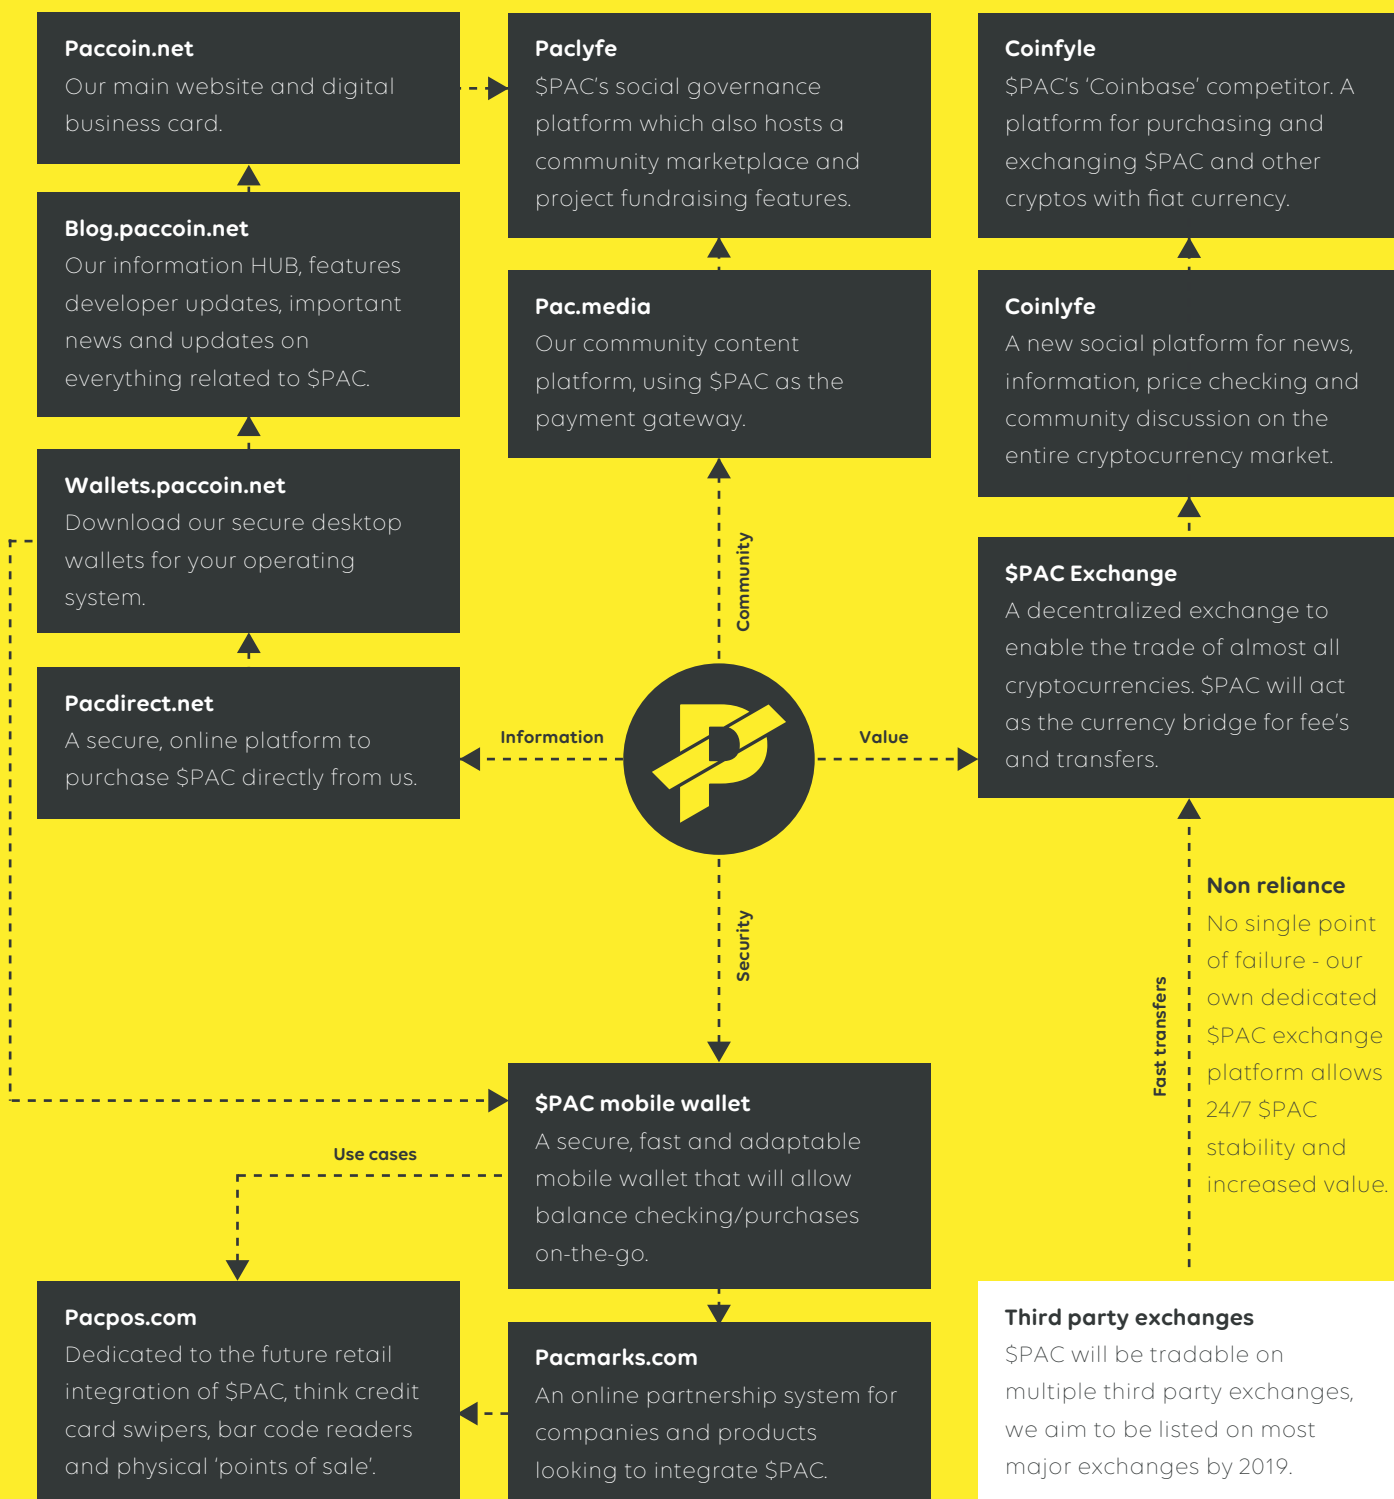 Paccoin.net
Our main website and digital
business card.
Blog.paccoin.net
Our information HUB, features
developer updates, important
news and updates on
everything related to $PAC.
Wallets.paccoin.net
Download our secure desktop
wallets for your operating
system.
Pacdirect.net
A secure, online platform to
purchase $PAC directly from us.
Paclyfe
$PAC's social governance
platform which also hosts a
community marketplace and
project fundraising features.
Pac.media
Our community content
platform, using $PAC as the
payment gateway.
Community
Information
Value
Security
Coinfyle
$PAC's ‘Coinbase’ competitor. A
platform for purchasing and
exchanging $PAC and other
cryptos with fiat currency.
Coinlyfe
A new social platform for news,
information, price checking and
community discussion on the
entire cryptocurrency market.
$PAC Exchange
A decentralized exchange to
enable the trade of almost all
cryptocurrencies. $PAC will act
as the currency bridge for fee's
and transfers.
Non reliance
No single point
of failure - our
own dedicated
$PAC exchange
platform allows
24/7 $PAC
stability and
increased value.
Fast transfers
$PAC mobile wallet
A secure, fast and adaptable
mobile wallet that will allow
balance checking/purchases
on-the-go.
Use cases
Pacpos.com
Dedicated to the future retail
integration of $PAC, think credit
card swipers, bar code readers
and physical ‘points of sale’.
Pacmarks.com
An online partnership system for
companies and products
looking to integrate $PAC.
Third party exchanges
$PAC will be tradable on
multiple third party exchanges,
we aim to be listed on most
major exchanges by 2019.